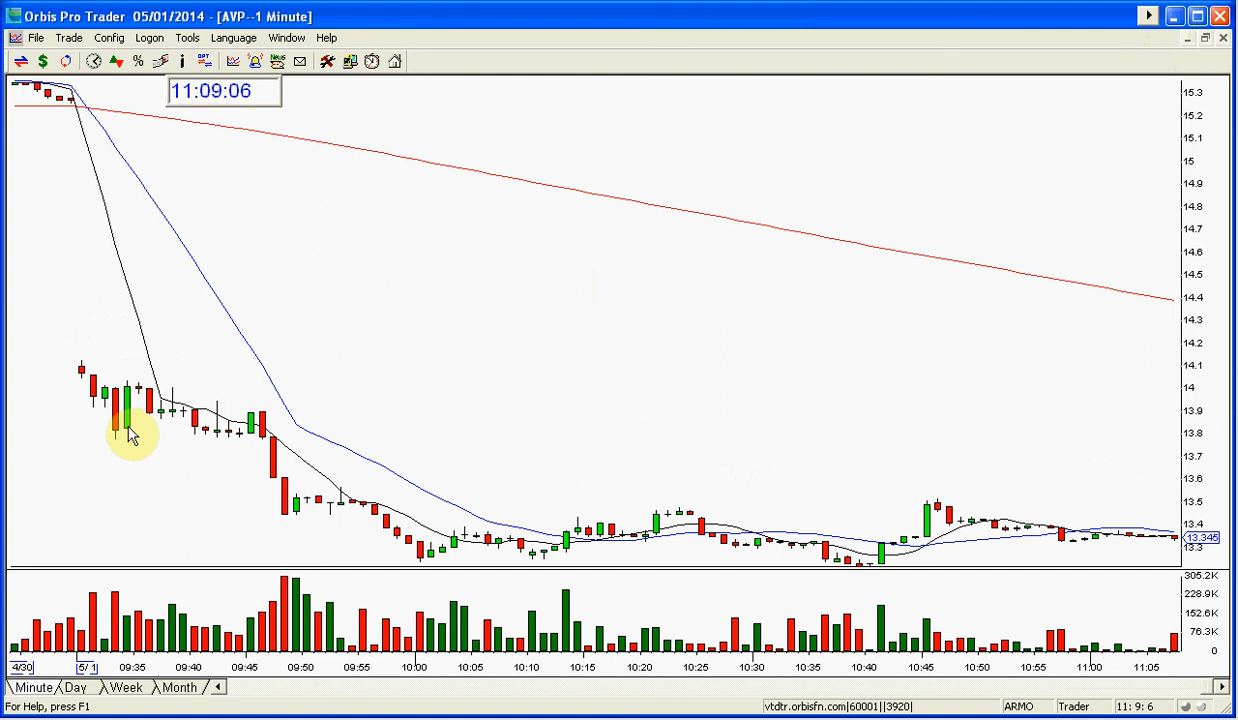 Orbis Pro Trader 05/01/2014 - [AVP--1 Minute]
File Trade Config Logon Tools Language Window Help
11:09:06
15.3
15.2
15.1
15
14.9
14.8
14.7
14.6
14.5
14.4
14.3
14.2
14.1
14
13.9
13.8
13.7
13.6
13.5
13.4
13.345
13.3
305.2K
228.9K
152.6K
76.3K
0
4/30 5/ 1 09:35 09:40 09:45 09:50 09:55 10:00 10:05 10:10 10:15 10:20 10:25 10:30 10:35 10:40 10:45 10:50 10:55 11:00 11:05
Minute Day Week Month
For Help, press F1 vtdtr.orbisfn.com|60001||3920| ARMO Trader 11: 9: 6